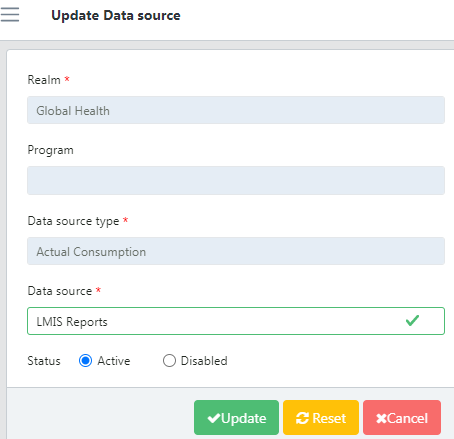 Update Data source
Realm *
Global Health
Program
Data source type *
Actual Consumption
Data source *
LMIS Reports
Status Active Disabled
Update Reset Cancel